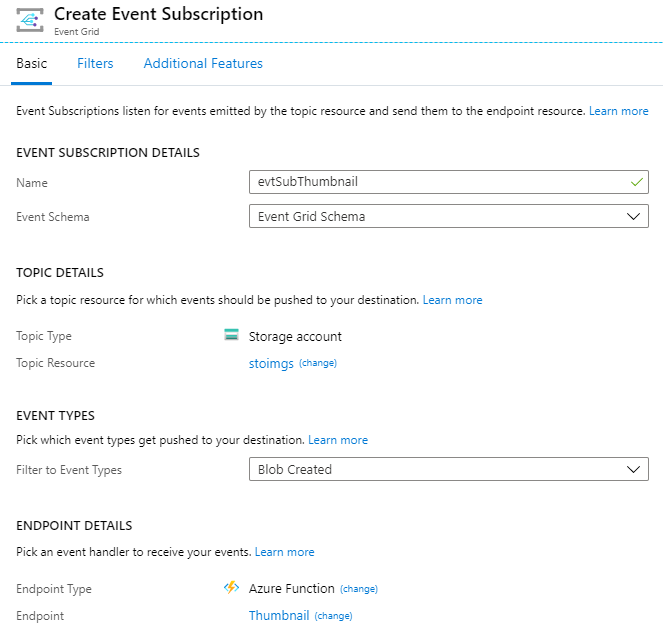 Create Event Subscription
Event Grid
Basic Filters Additional Features
Event Subscriptions listen for events emitted by the topic resource and send them to the endpoint resource. Learn more
EVENT SUBSCRIPTION DETAILS
Name evtSubThumbnail
Event Schema Event Grid Schema
TOPIC DETAILS
Pick a topic resource for which events should be pushed to your destination. Learn more
Topic Type Storage account
Topic Resource stoimgs (change)
EVENT TYPES
Pick which event types get pushed to your destination. Learn more
Filter to Event Types Blob Created
ENDPOINT DETAILS
Pick an event handler to receive your events. Learn more
Endpoint Type Azure Function (change)
Endpoint Thumbnail (change)